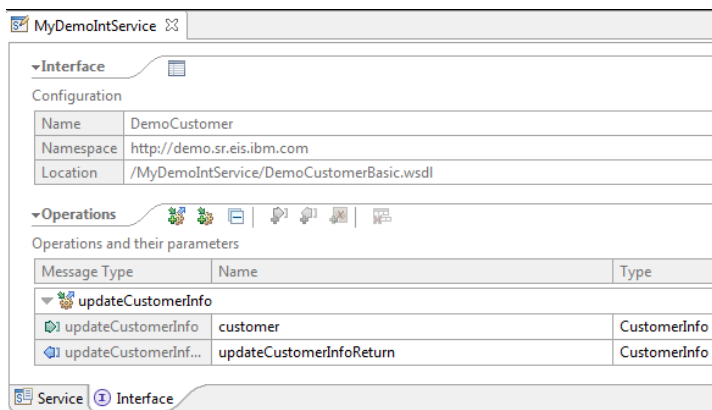 MyDemoIntService
Interface
Configuration
Name DemoCustomer
Namespace http://demo.sr.eis.ibm.com
Location /MyDemoIntService/DemoCustomerBasic.wsdl
Operations
Operations and their parameters
Message Type Name Type
updateCustomerInfo
updateCustomerInfo customer CustomerInfo
updateCustomerInf... updateCustomerInfoReturn CustomerInfo
Service Interface